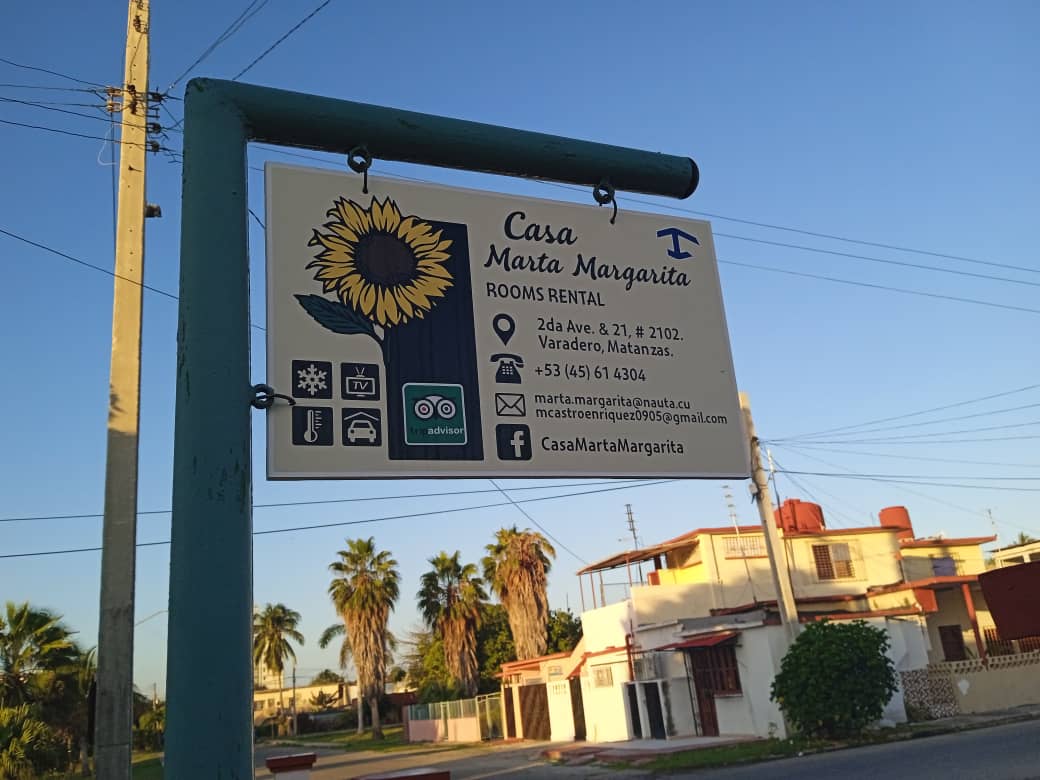 Casa
Marta Margarita
ROOMS RENTAL
2da Ave. & 21, # 2102.
Varadero, Matanzas.
+53 (45) 61 4304
marta.margarita@nauta.cu
mcastroenriquez0905@gmail.com
CasaMartaMargarita
TV
tripadvisor